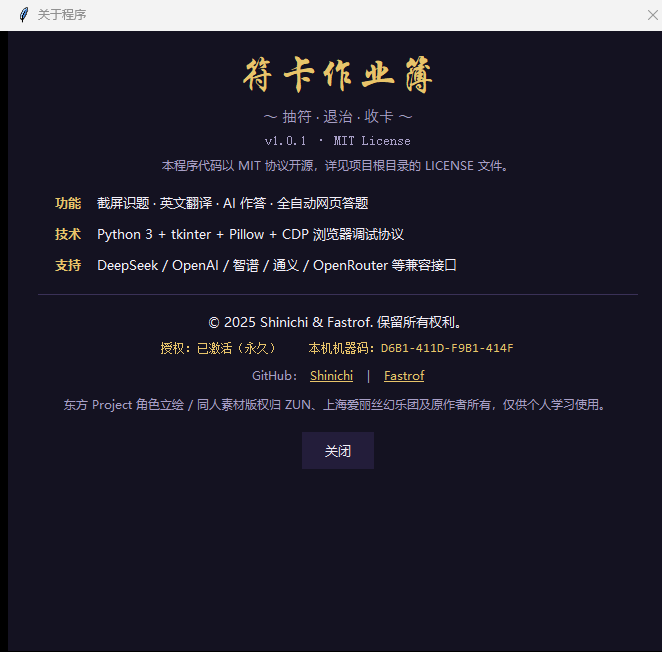 关于程序
符卡作业簿
～ 抽符 · 退治 · 收卡 ～
v1.0.1 · MIT License
本程序代码以 MIT 协议开源，详见项目根目录的 LICENSE 文件。
功能 截屏识题 · 英文翻译 · AI 作答 · 全自动网页答题
技术 Python 3 + tkinter + Pillow + CDP 浏览器调试协议
支持 DeepSeek / OpenAI / 智谱 / 通义 / OpenRouter 等兼容接口
© 2025 Shinichi & Fastrof. 保留所有权利。
授权：已激活（永久） 本机机器码：D6B1-411D-F9B1-414F
GitHub： Shinichi | Fastrof
东方 Project 角色立绘 / 同人素材版权归 ZUN、上海爱丽丝幻乐团及原作者所有，仅供个人学习使用。
关闭